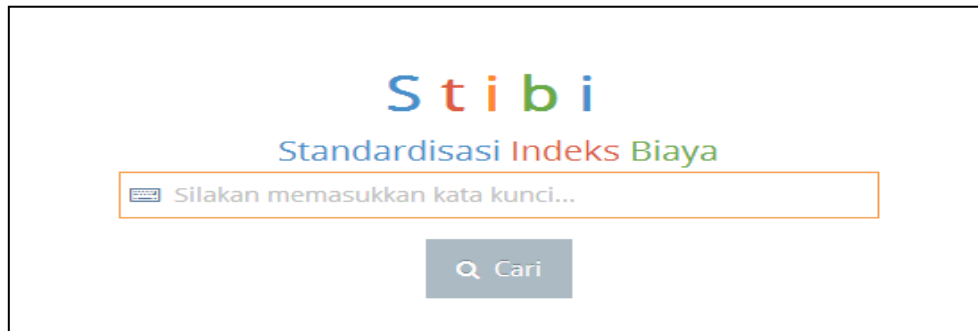 S t i b i
Standardisasi Indeks Biaya
Silakan memasukkan kata kunci...
Cari